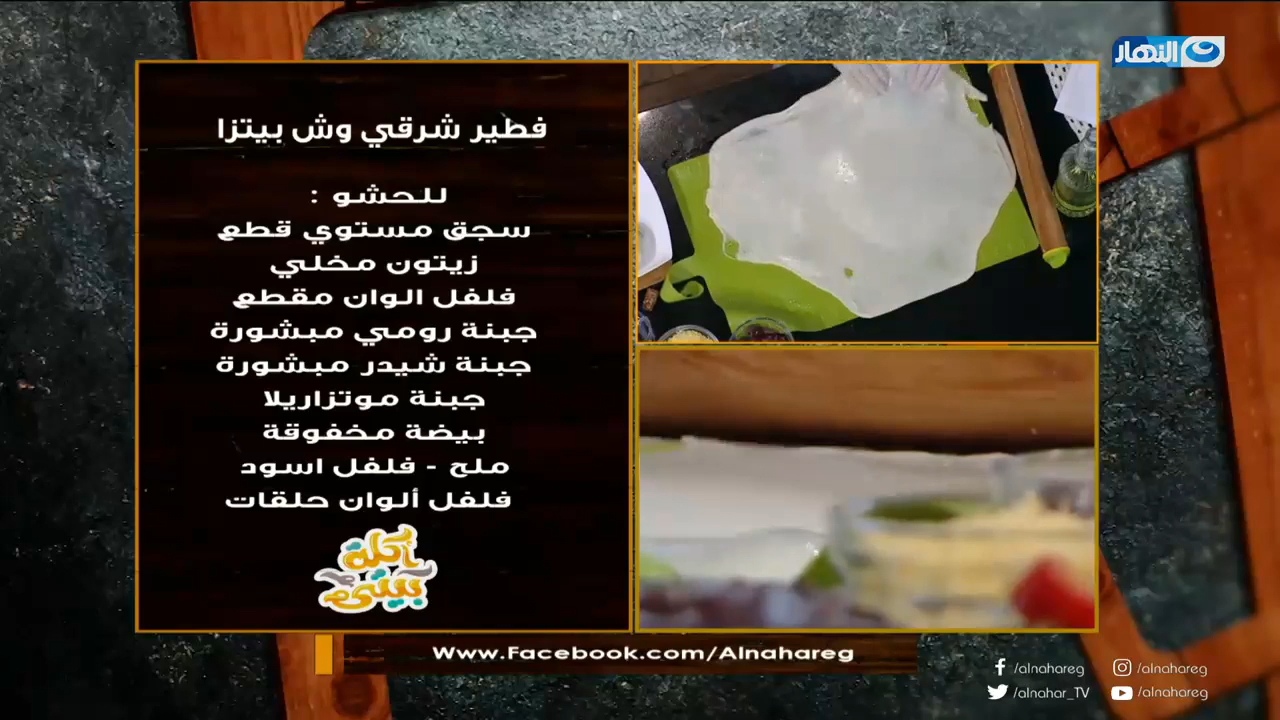 النهار
فطير شرقي وش بيتزا
للحشو :
سجق مستوي قطع
زيتون مخلي
فلفل الوان مقطع
جبنة رومي مبشورة
جبنة شيدر مبشورة
جبنة موتزاريلا
بيضة مخفوقة
ملح - فلفل اسود
فلفل ألوان حلقات
أكلة
بيتي
Www.Facebook.com/Alnahareg
/alnahareg
/alnahareg
/alnahar_TV
/alnahareg